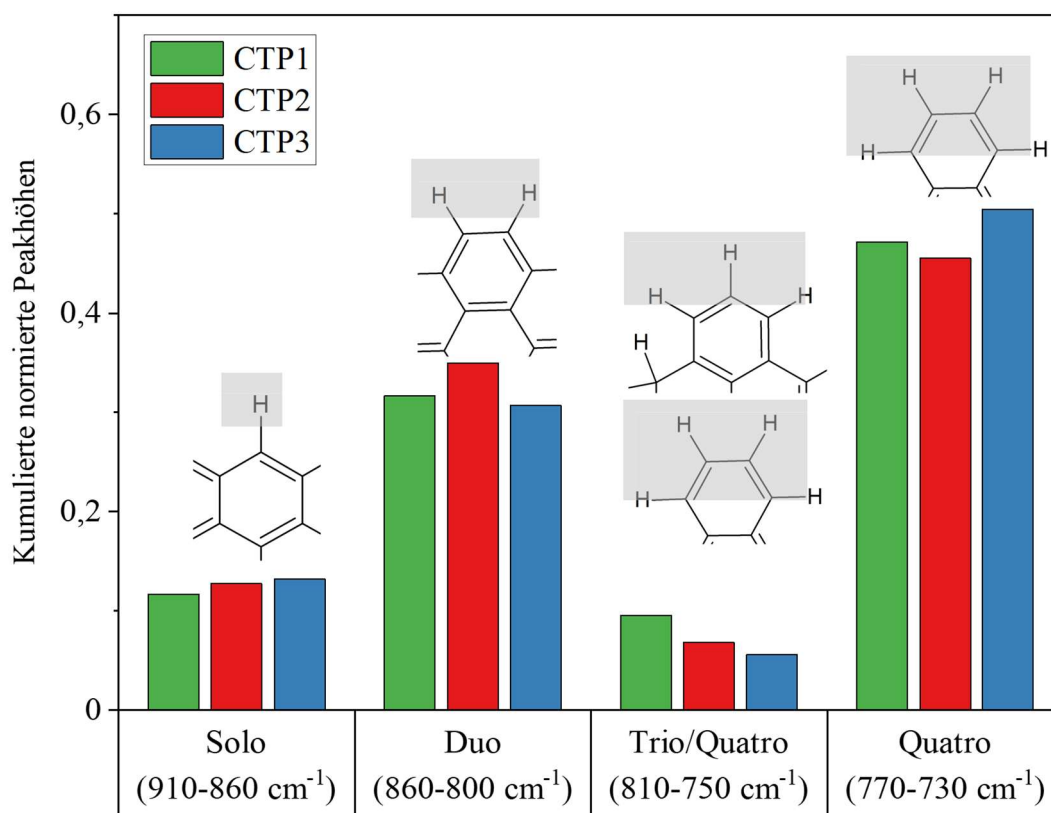 Kumulierte normierte Peakhöhen
0,6
0,4
0,2
0
CTP1
CTP2
CTP3
H
H H
H H H
H
H H
H H
H H
H H
Solo
(910-860 cm⁻¹)
Duo
(860-800 cm⁻¹)
Trio/Quatro
(810-750 cm⁻¹)
Quatro
(770-730 cm⁻¹)